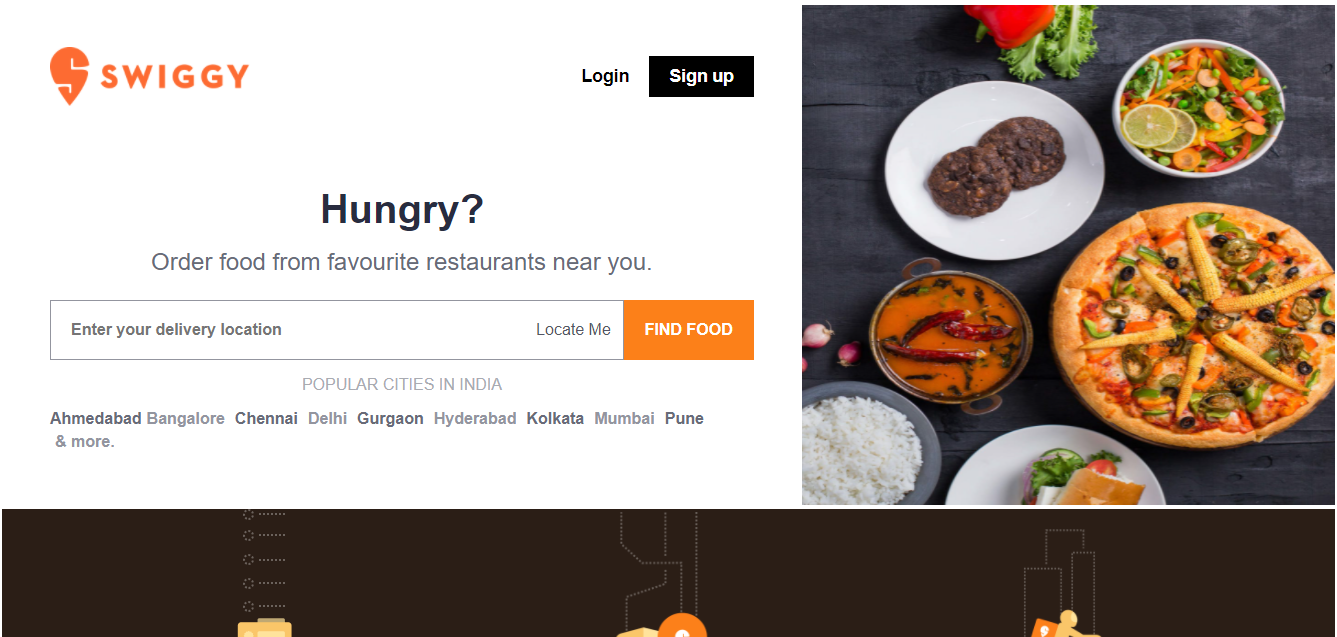 SWIGGY
Login
Sign up
Hungry?
Order food from favourite restaurants near you.
Enter your delivery location
Locate Me
FIND FOOD
POPULAR CITIES IN INDIA
Ahmedabad Bangalore Chennai Delhi Gurgaon Hyderabad Kolkata Mumbai Pune
& more.